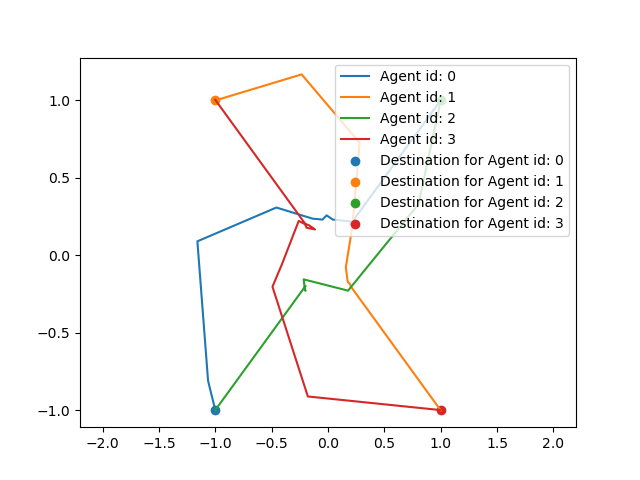 Agent id: 0
Agent id: 1
Agent id: 2
Agent id: 3
Destination for Agent id: 0
Destination for Agent id: 1
Destination for Agent id: 2
Destination for Agent id: 3
1.0
0.5
0.0
−0.5
−1.0
−2.0 −1.5 −1.0 −0.5 0.0 0.5 1.0 1.5 2.0